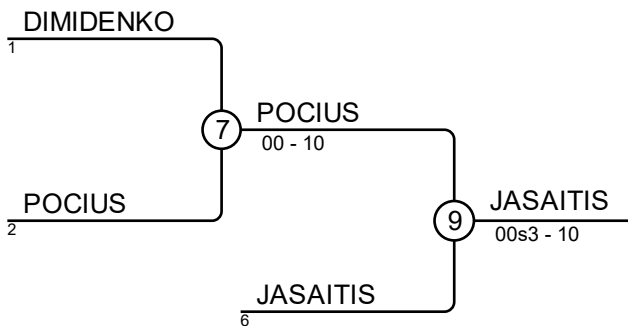 DIMIDENKO
1
7
POCIUS
00 - 10
POCIUS
2
9
JASAITIS
00s3 - 10
JASAITIS
6